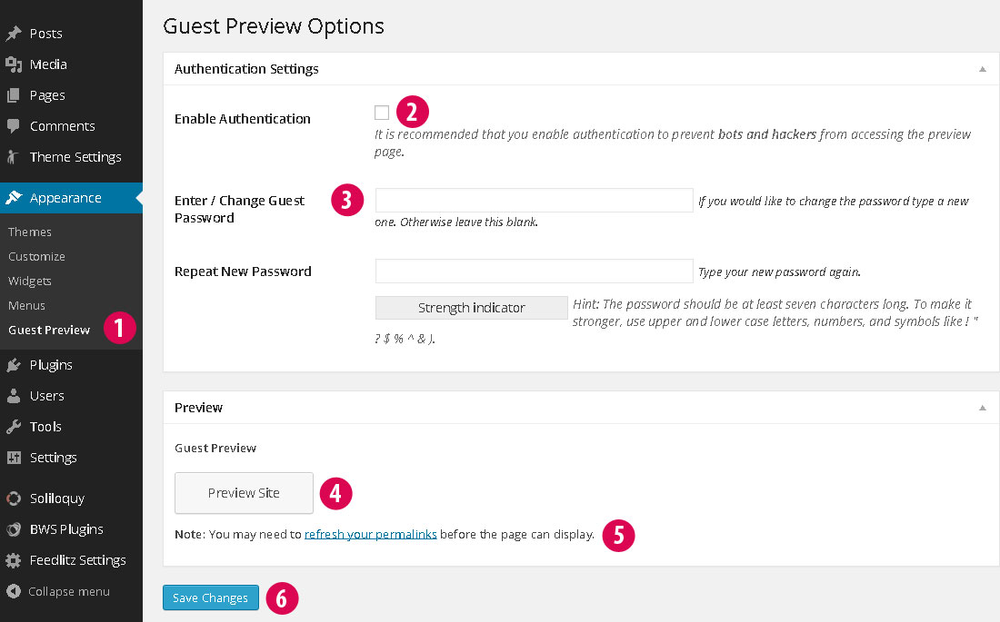 Posts
Media
Pages
Comments
Theme Settings
Appearance
Themes
Customize
Widgets
Menus
Guest Preview 1
Plugins
Users
Tools
Settings
Soliloquy
BWS Plugins
Feedlitz Settings
Collapse menu
Guest Preview Options
Authentication Settings
Enable Authentication
2
It is recommended that you enable authentication to prevent bots and hackers from accessing the preview
page.
Enter / Change Guest
Password
3
If you would like to change the password type a new
one. Otherwise leave this blank.
Repeat New Password
Type your new password again.
Strength indicator
Hint: The password should be at least seven characters long. To make it
stronger, use upper and lower case letters, numbers, and symbols like ! "
? $ % ^ & ).
Preview
Guest Preview
Preview Site 4
Note: You may need to refresh your permalinks before the page can display. 5
Save Changes 6